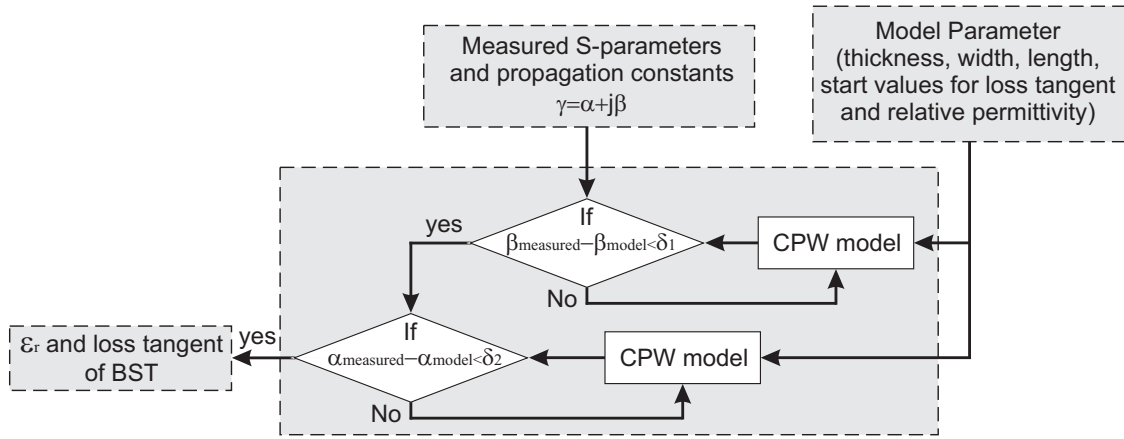 Measured S-parameters
and propagation constants
γ=α+jβ
Model Parameter
(thickness, width, length,
start values for loss tangent
and relative permittivity)
If
βmeasured−βmodel<δ1
yes
No
CPW model
If
αmeasured−αmodel<δ2
yes
No
CPW model
εr and loss tangent
of BST